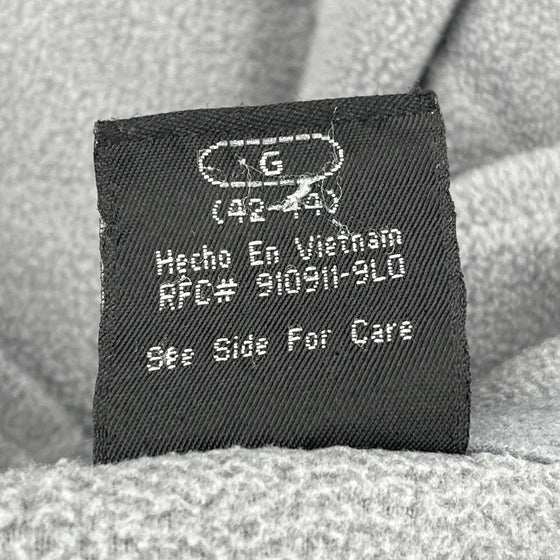 G
(42-44)
Hecho En Vietnam
RFC# 910911-9L0
See Side For Care